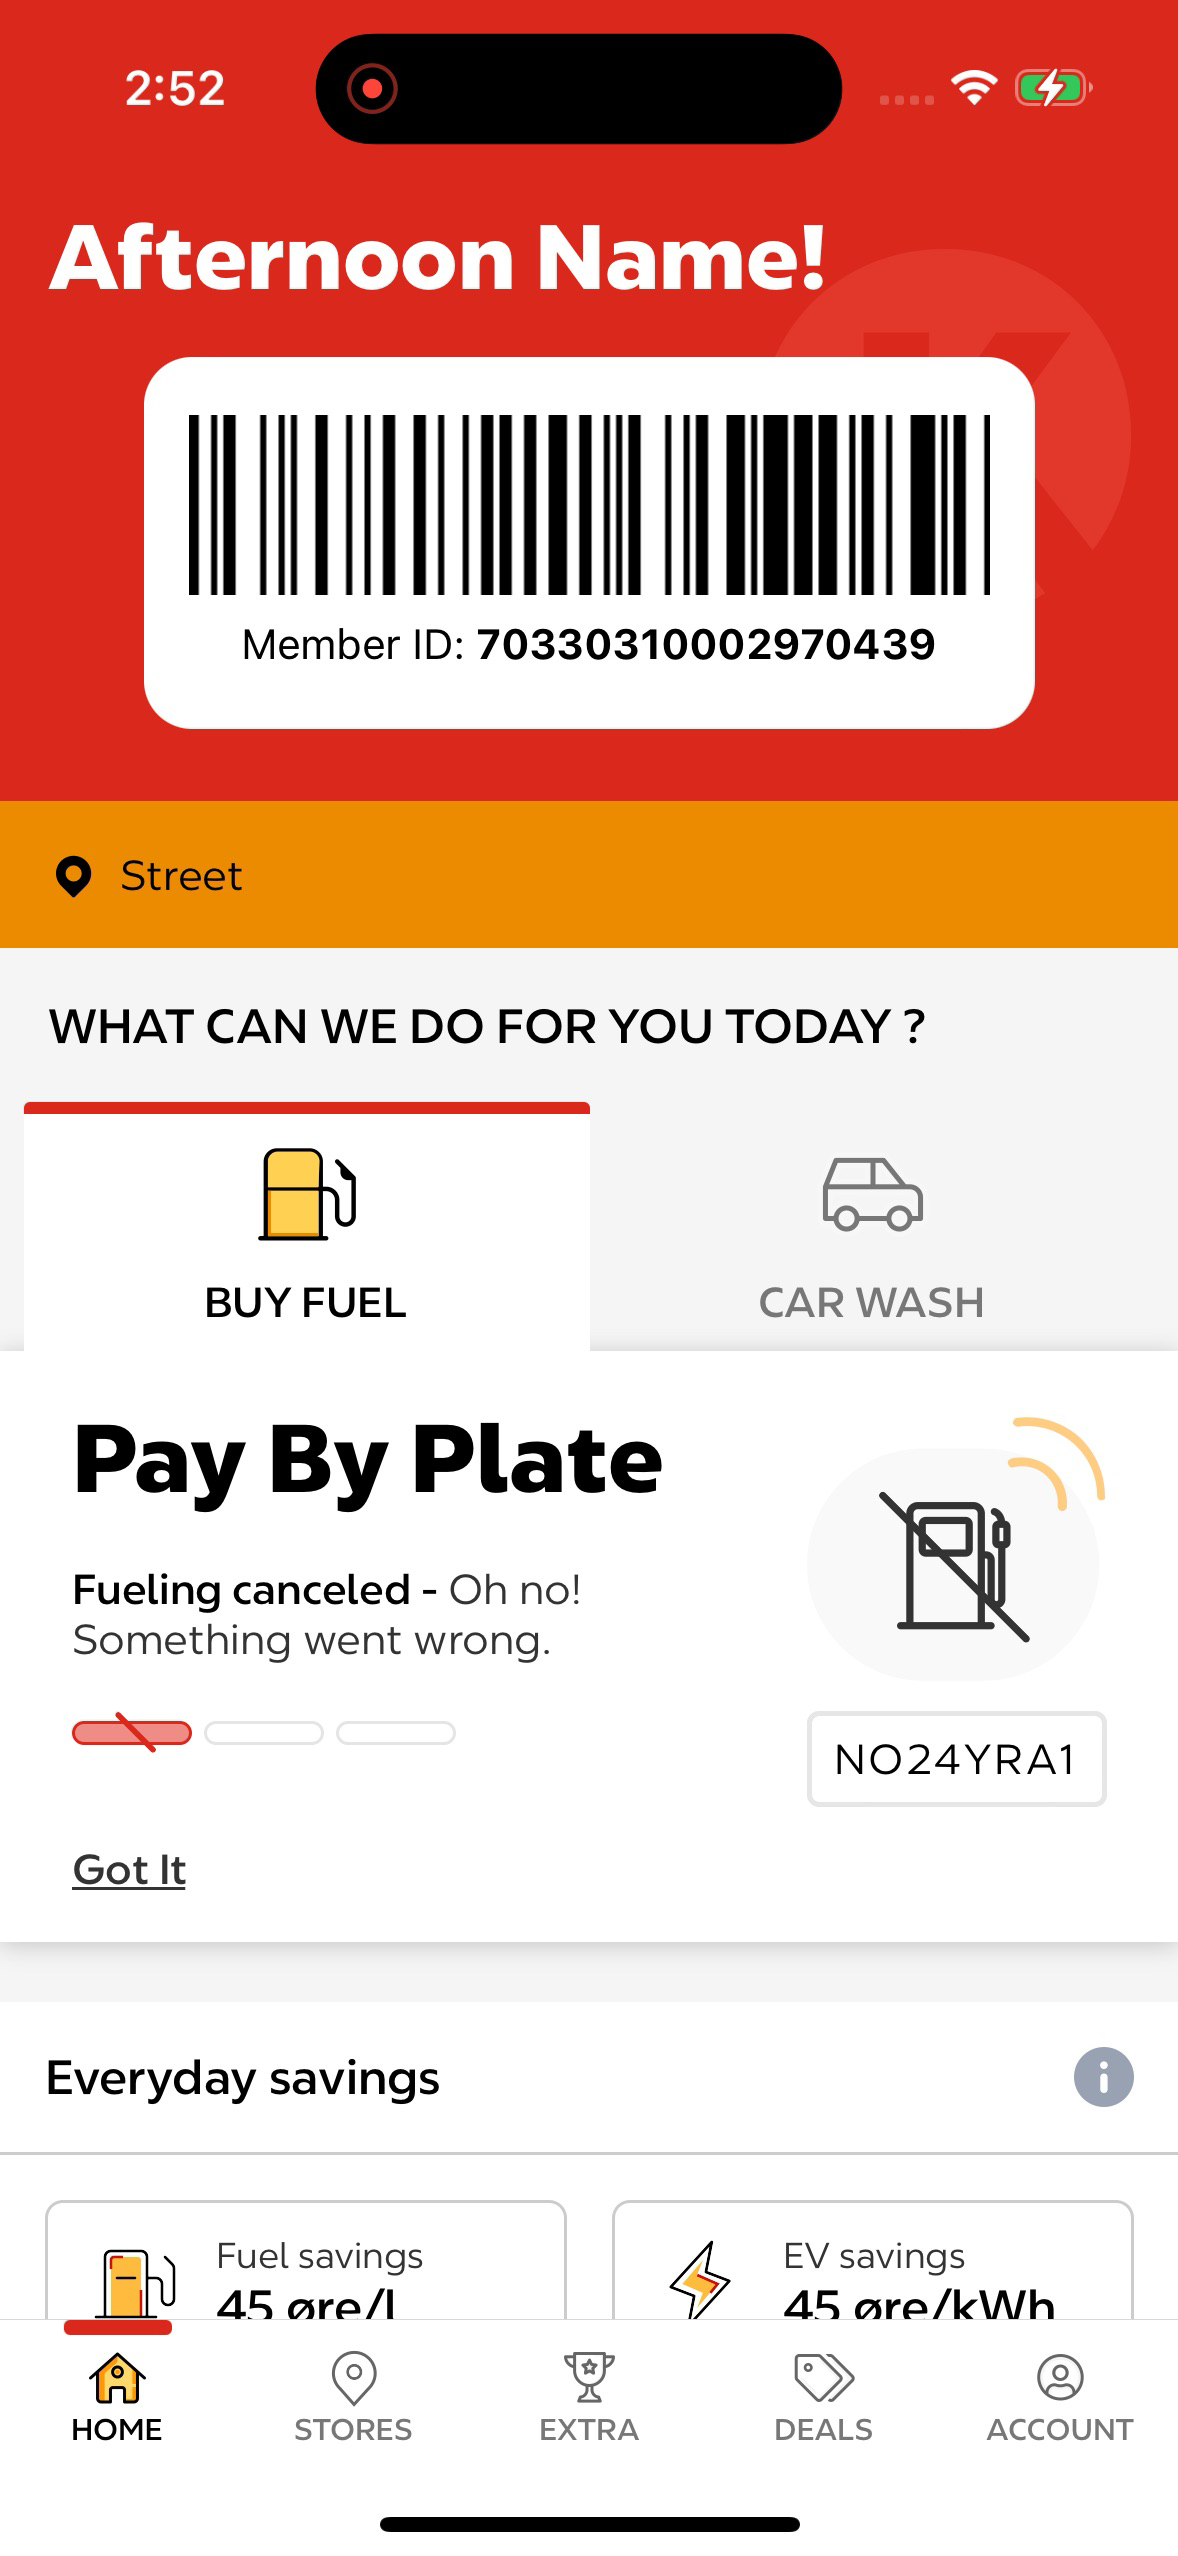 2:52
Afternoon Name!
Member ID: 70330310002970439
Street
WHAT CAN WE DO FOR YOU TODAY ?
BUY FUEL
CAR WASH
Pay By Plate
Fueling canceled - Oh no!
Something went wrong.
NO24YRA1
Got It
Everyday savings
Fuel savings
45 øre/l
EV savings
45 øre/kWh
HOME
STORES
EXTRA
DEALS
ACCOUNT